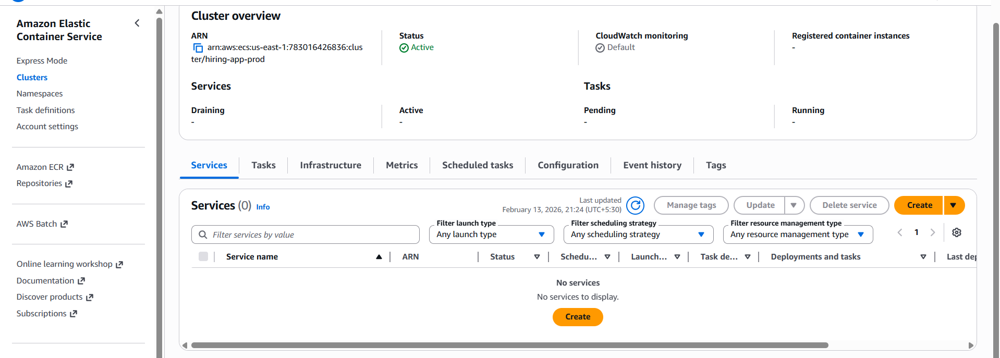 Amazon Elastic
Container Service
Express Mode
Clusters
Namespaces
Task definitions
Account settings
Amazon ECR
Repositories
AWS Batch
Online learning workshop
Documentation
Discover products
Subscriptions
Cluster overview
ARN
arn:aws:ecs:us-east-1:783016426836:clus
ter/hiring-app-prod
Status
Active
CloudWatch monitoring
Default
Registered container instances
-
Services
Tasks
Draining
-
Active
-
Pending
-
Running
-
Services Tasks Infrastructure Metrics Scheduled tasks Configuration Event history Tags
Services (0) Info
Last updated
February 13, 2026, 21:24 (UTC+5:30)
Manage tags Update Delete service Create
Filter services by value
Filter launch type
Any launch type
Filter scheduling strategy
Any scheduling strategy
Filter resource management type
Any resource management type
1
Service name ARN Status Schedu... Launch... Task de... Deployments and tasks Last dep
No services
No services to display.
Create